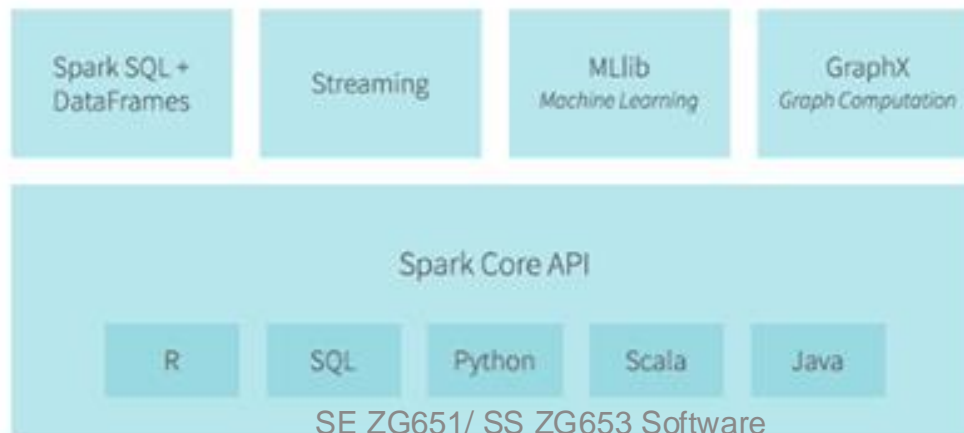 Spark SQL +
DataFrames
Streaming
MLlib
Machine Learning
GraphX
Graph Computation
Spark Core API
R
SQL
Python
Scala
Java
SE ZG651/ SS ZG653 Software